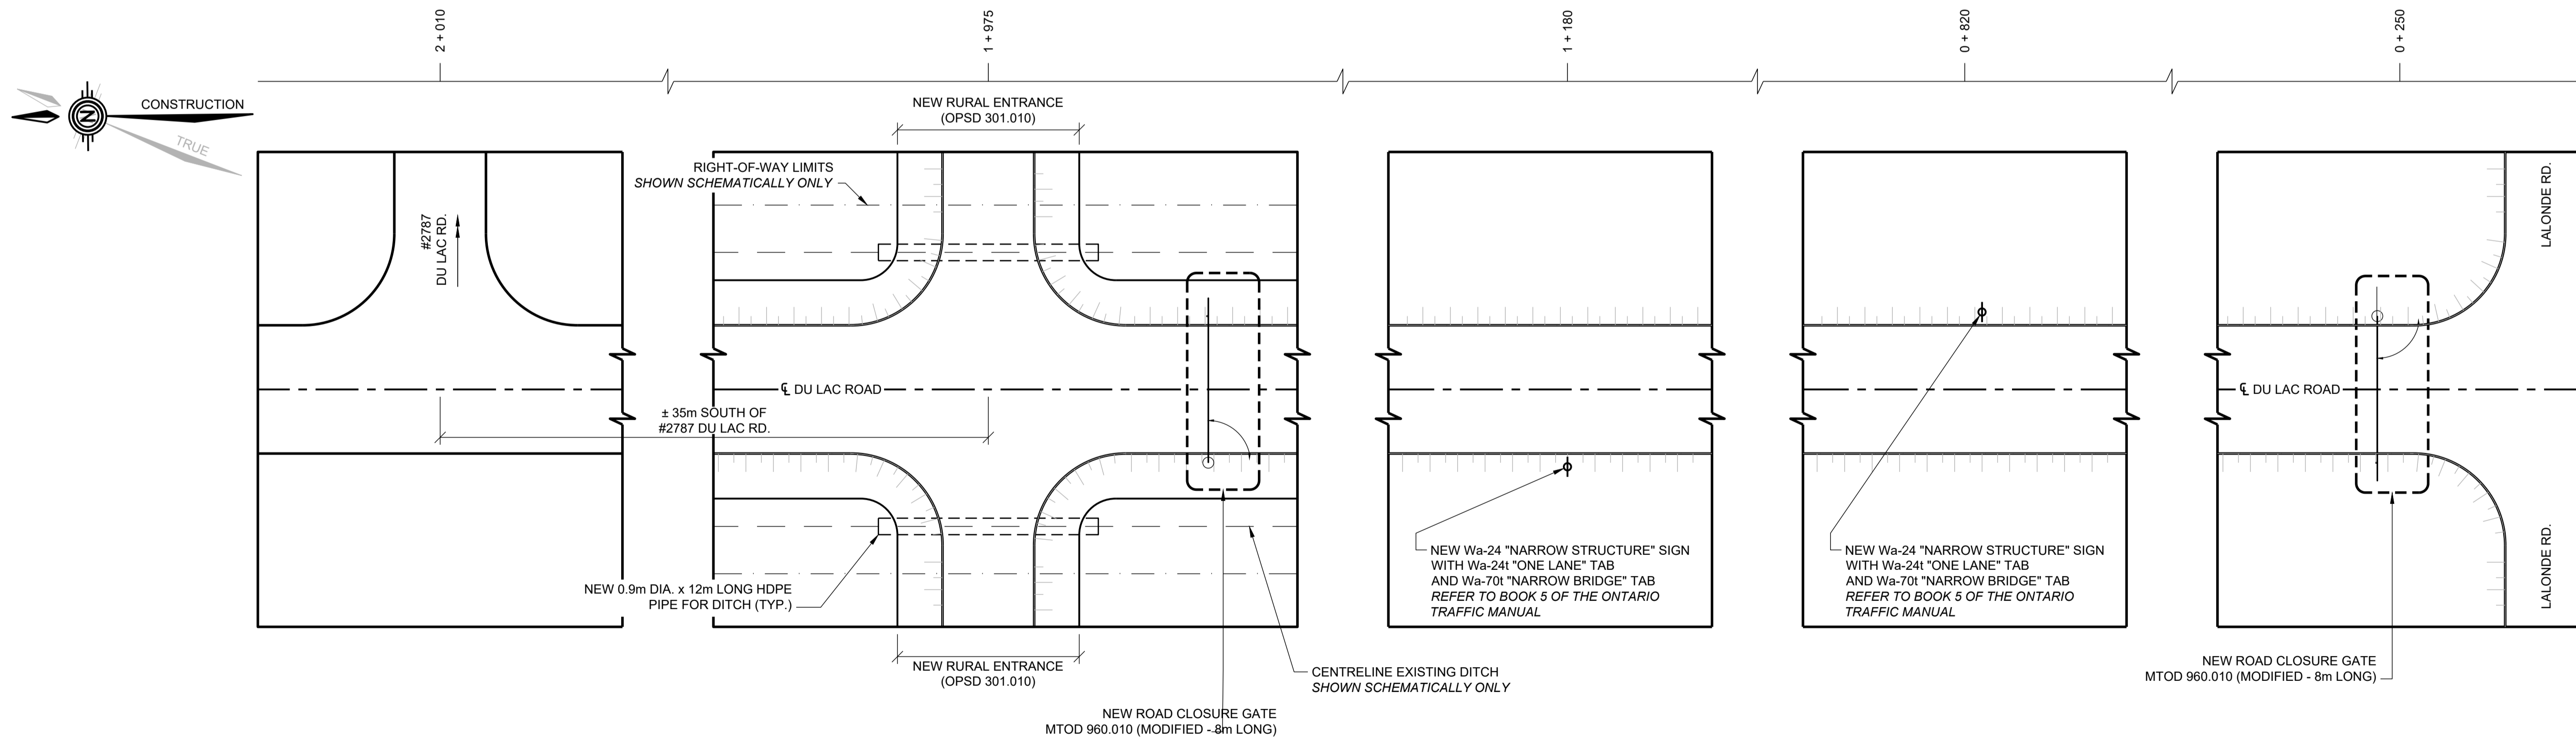 2 + 010
1 + 975
1 + 180
0 + 820
0 + 250
N
CONSTRUCTION
TRUE
NEW RURAL ENTRANCE
(OPSD 301.010)
RIGHT-OF-WAY LIMITS
SHOWN SCHEMATICALLY ONLY
#2787
DU LAC RD.
LALONDE RD.
℄ DU LAC ROAD
℄ DU LAC ROAD
± 35m SOUTH OF
#2787 DU LAC RD.
NEW 0.9m DIA. x 12m LONG HDPE
PIPE FOR DITCH (TYP.)
NEW Wa-24 "NARROW STRUCTURE" SIGN
WITH Wa-24t "ONE LANE" TAB
AND Wa-70t "NARROW BRIDGE" TAB
REFER TO BOOK 5 OF THE ONTARIO
TRAFFIC MANUAL
NEW Wa-24 "NARROW STRUCTURE" SIGN
WITH Wa-24t "ONE LANE" TAB
AND Wa-70t "NARROW BRIDGE" TAB
REFER TO BOOK 5 OF THE ONTARIO
TRAFFIC MANUAL
LALONDE RD.
NEW RURAL ENTRANCE
(OPSD 301.010)
CENTRELINE EXISTING DITCH
SHOWN SCHEMATICALLY ONLY
NEW ROAD CLOSURE GATE
MTOD 960.010 (MODIFIED - 8m LONG)
NEW ROAD CLOSURE GATE
MTOD 960.010 (MODIFIED - 8m LONG)